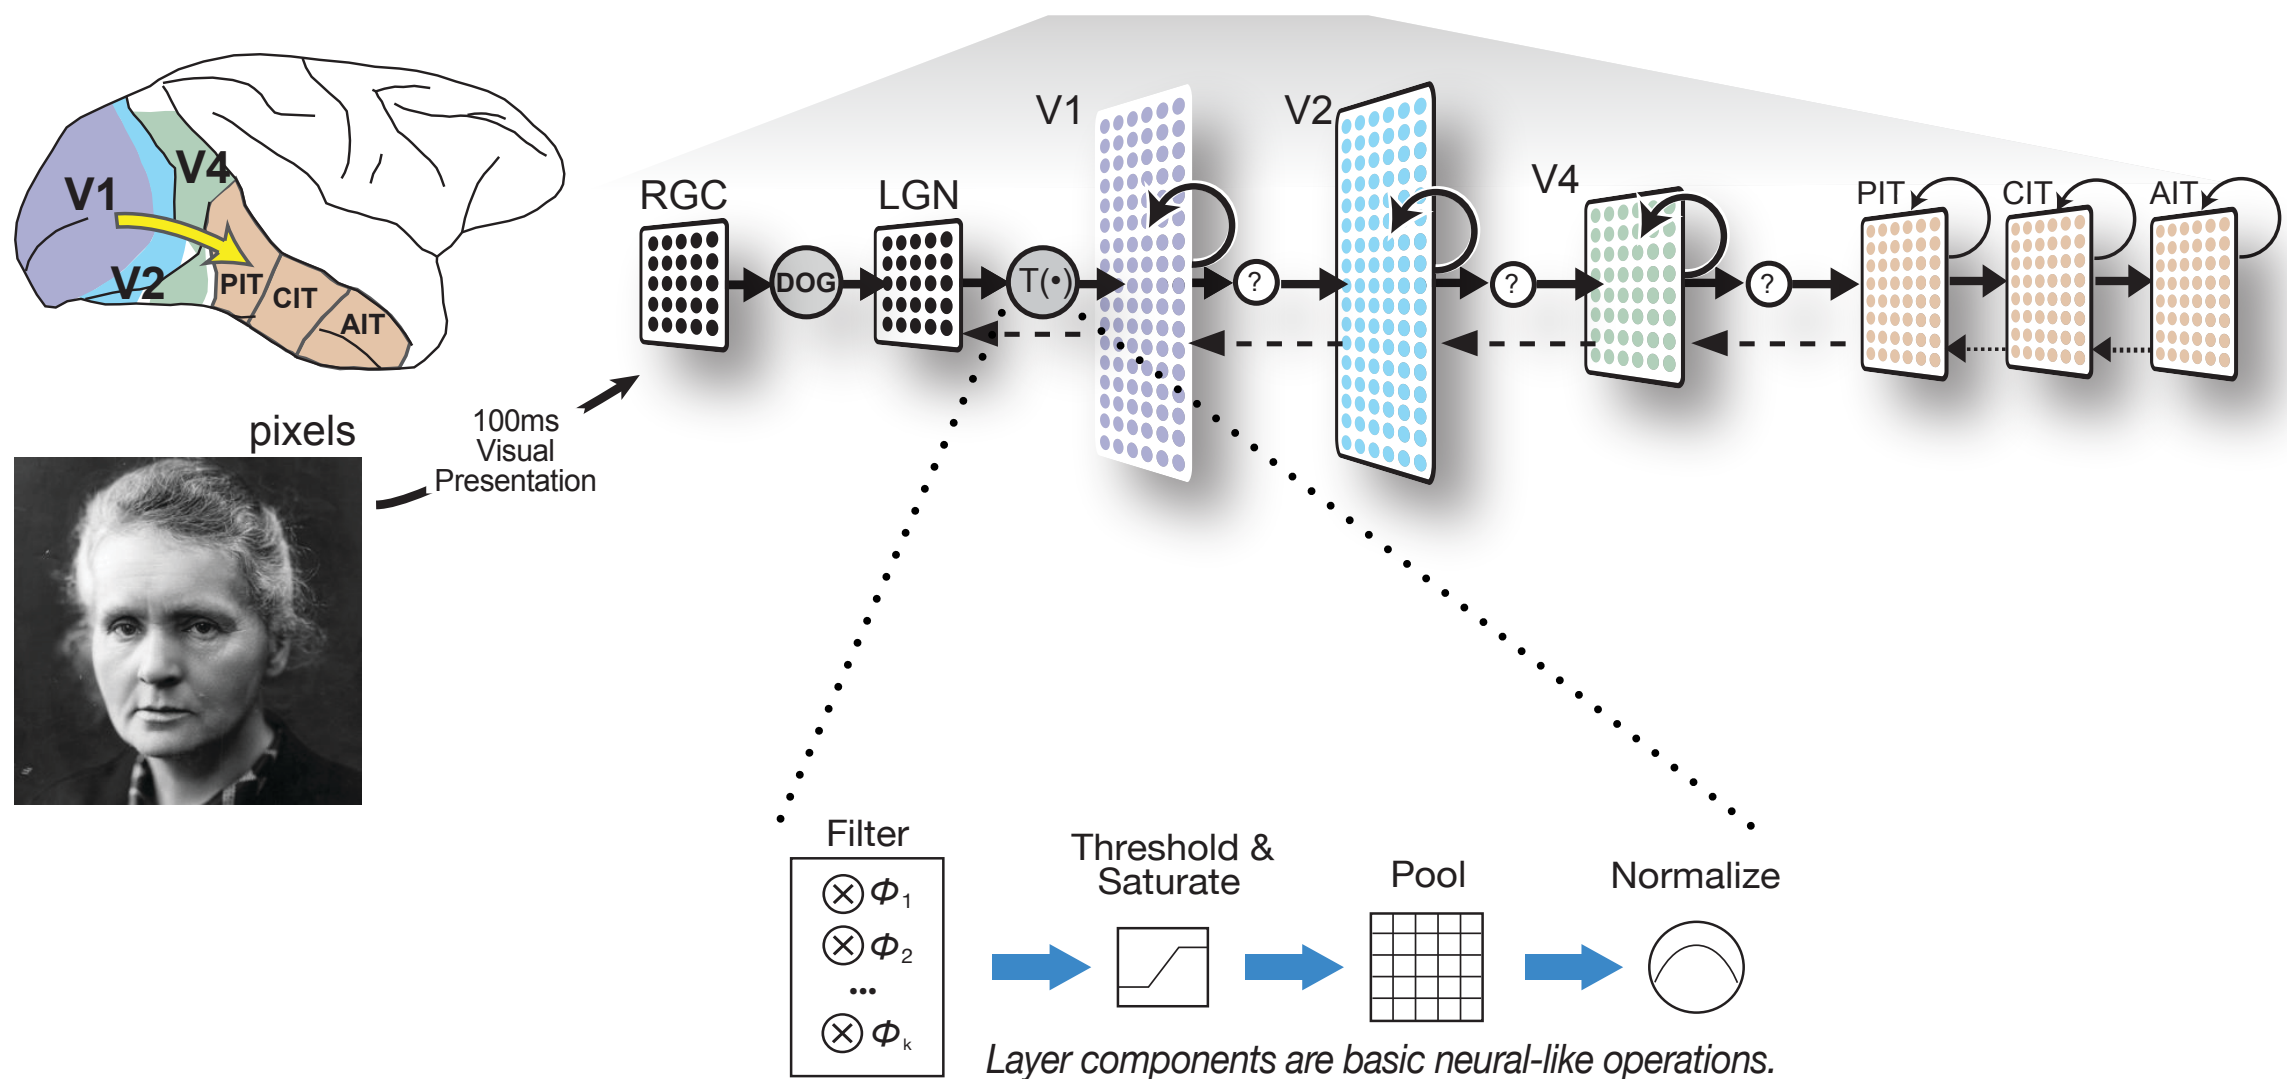 V1
V2
V4
PIT
CIT
AIT
pixels
100ms
Visual
Presentation
RGC
DOG
LGN
T(•)
V1
?
V2
?
V4
?
PIT
CIT
AIT
Filter
Φ1
Φ2
...
Φk
Threshold &
Saturate
Pool
Normalize
Layer components are basic neural-like operations.